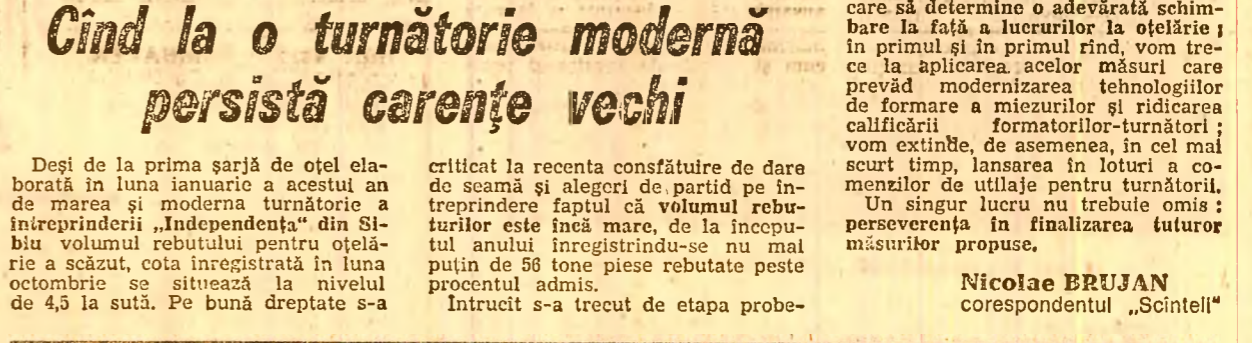 Cînd la o turnătorie modernă
persistă carențe vechi
Deși de la prima șarjă de oțel ela-
borată în luna ianuarie a acestui an
de marea și moderna turnătorie a
întreprinderii „Independența“ din Si-
biu volumul rebutului pentru oțelă-
rie a scăzut, cota înregistrată în luna
octombrie se situează la nivelul
de 4,5 la sută. Pe bună dreptate s-a
criticat la recenta consfătuire de dare
de seamă și alegeri de partid pe în-
treprindere faptul că volumul rebu-
turilor este încă mare, de la începu-
tul anului înregistrindu-se nu mai
puțin de 56 tone piese rebutate peste
procentul admis.
Intrucît s-a trecut de etapa probe-
care să determine o adevărată schim-
bare la față a lucrurilor la oțelărie ;
în primul și în primul rînd, vom tre-
ce la aplicarea acelor măsuri care
prevăd modernizarea tehnologiilor
de formare a miezurilor și ridicarea
calificării formatorilor-turnători ;
vom extinde, de asemenea, în cel mai
scurt timp, lansarea în loturi a co-
menzilor de utilaje pentru turnătorii.
Un singur lucru nu trebuie omis :
perseverența în finalizarea tuturor
măsurilor propuse.
Nicolae BRUJAN
corespondentul „Scînteii“